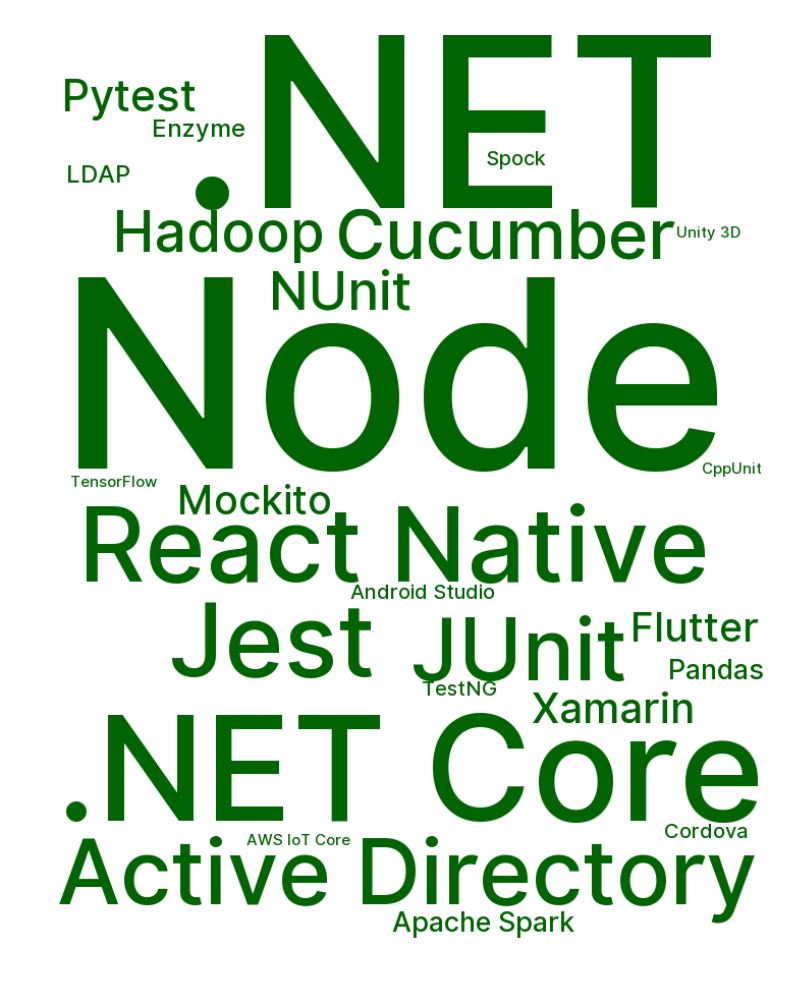 .NET
Pytest
Enzyme
Spock
LDAP
Hadoop
Cucumber
Unity 3D
NUnit
Node
CppUnit
TensorFlow
Mockito
React Native
Android Studio
Jest
JUnit
Flutter
Pandas
TestNG
Xamarin
.NET Core
Cordova
AWS IoT Core
Active Directory
Apache Spark